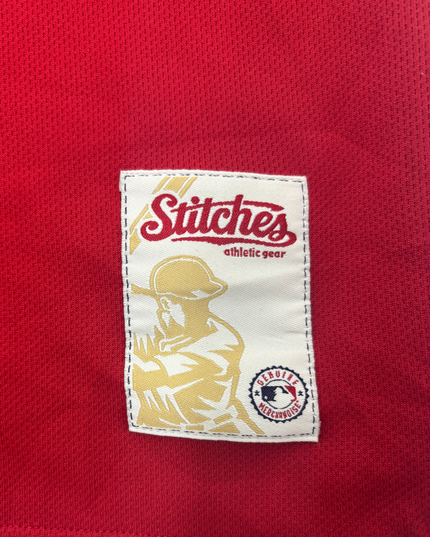 Stitches
athletic gear
GENUINE
MERCHANDISE